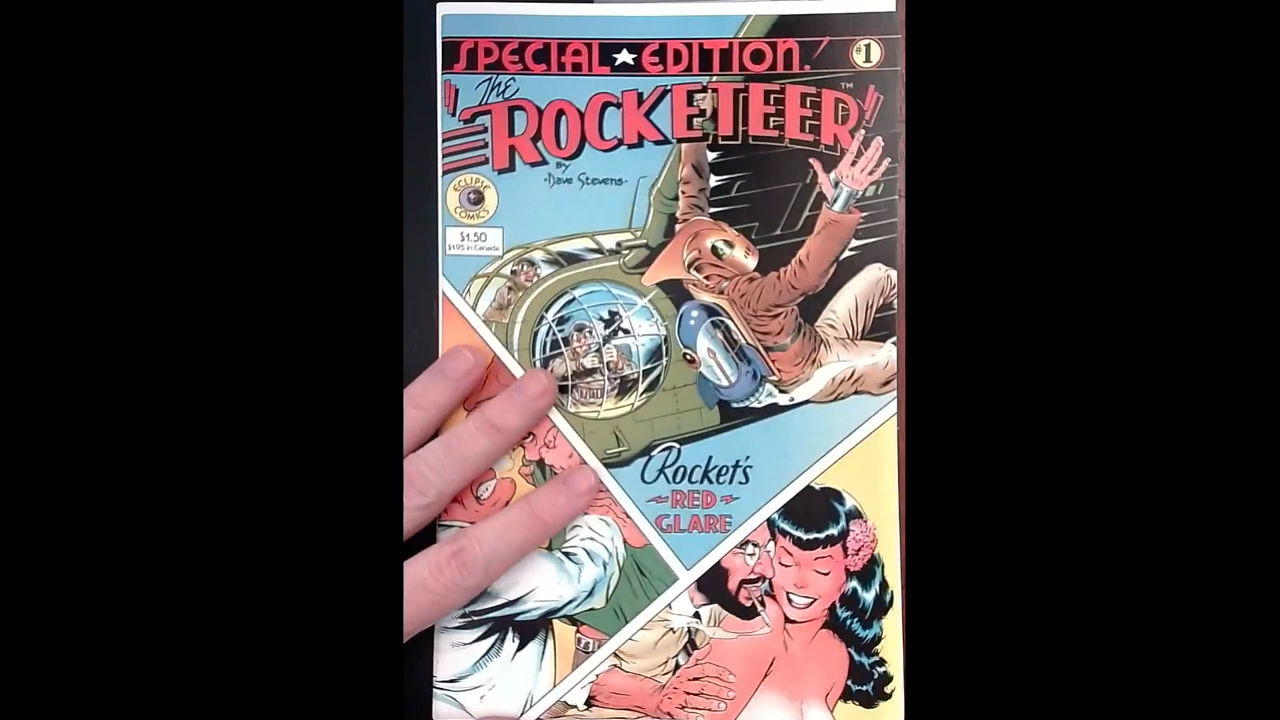 SPECIAL ★ EDITION!
#1
The
ROCKETEER
TM
BY
Dave Stevens
ECLIPSE
COMICS
$1.50
$1.95 in Canada
Rocket's
RED
GLARE